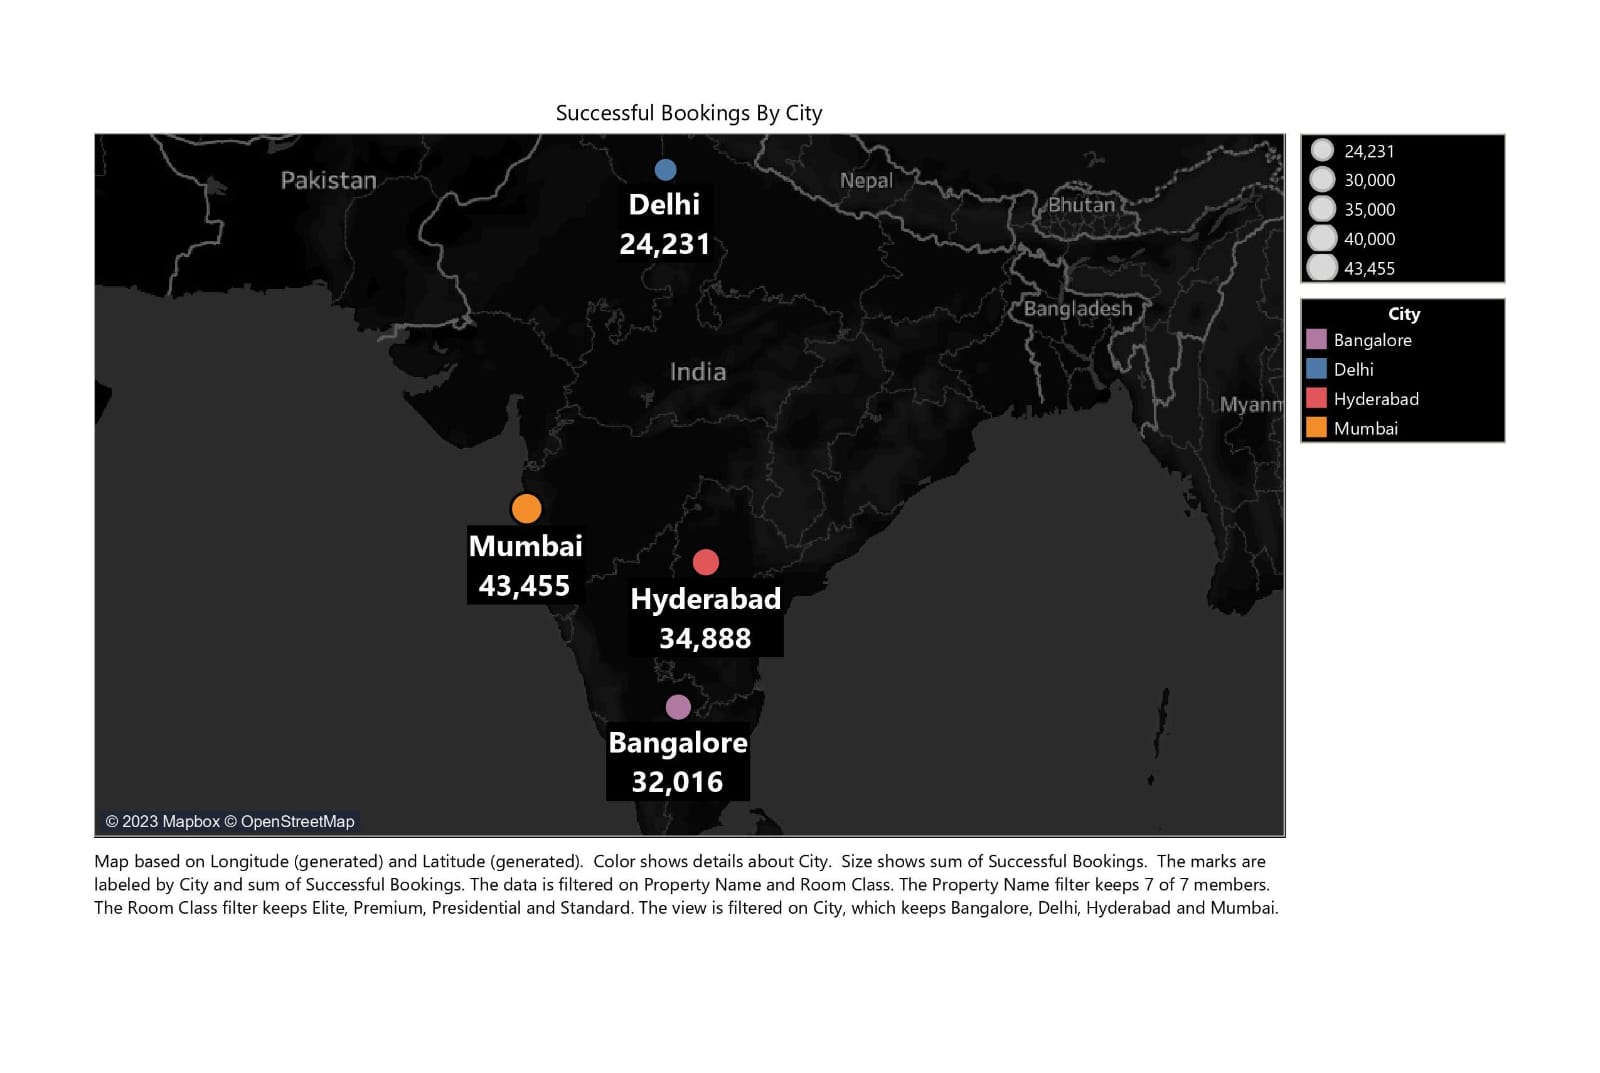 Successful Bookings By City
Pakistan
Nepal
Bhutan
Delhi
24,231
Bangladesh
India
Myanm
Mumbai
43,455
Hyderabad
34,888
Bangalore
32,016
© 2023 Mapbox © OpenStreetMap
24,231
30,000
35,000
40,000
43,455
City
Bangalore
Delhi
Hyderabad
Mumbai
Map based on Longitude (generated) and Latitude (generated).  Color shows details about City.  Size shows sum of Successful Bookings.  The marks are
labeled by City and sum of Successful Bookings. The data is filtered on Property Name and Room Class. The Property Name filter keeps 7 of 7 members.
The Room Class filter keeps Elite, Premium, Presidential and Standard. The view is filtered on City, which keeps Bangalore, Delhi, Hyderabad and Mumbai.